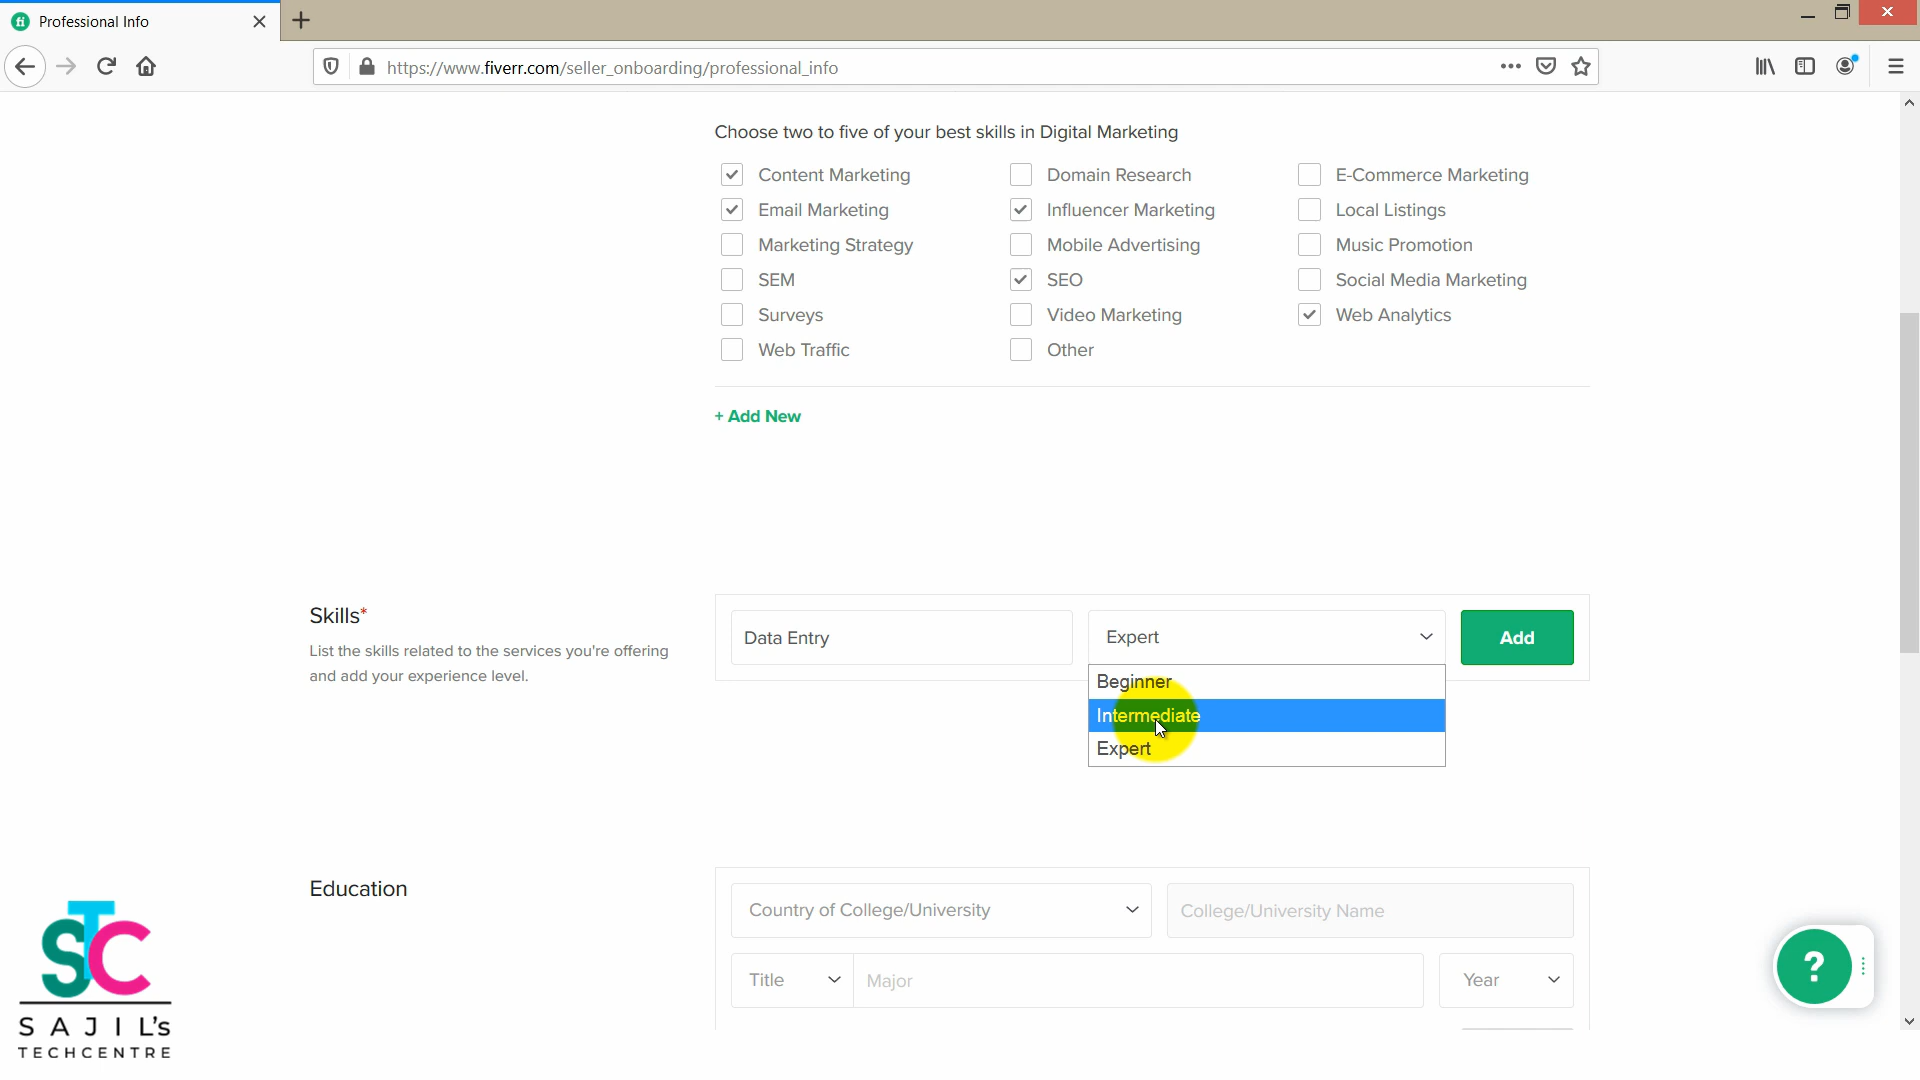 Professional Info
https://www.fiverr.com/seller_onboarding/professional_info
Choose two to five of your best skills in Digital Marketing
Content Marketing
Domain Research
E-Commerce Marketing
Email Marketing
Influencer Marketing
Local Listings
Marketing Strategy
Mobile Advertising
Music Promotion
SEM
SEO
Social Media Marketing
Surveys
Video Marketing
Web Analytics
Web Traffic
Other
+ Add New
Skills*
List the skills related to the services you're offering
and add your experience level.
Data Entry
Expert
Add
Beginner
Intermediate
Expert
Education
Country of College/University
College/University Name
Title
Major
Year
?
STC
SAJIL's
TECHCENTRE